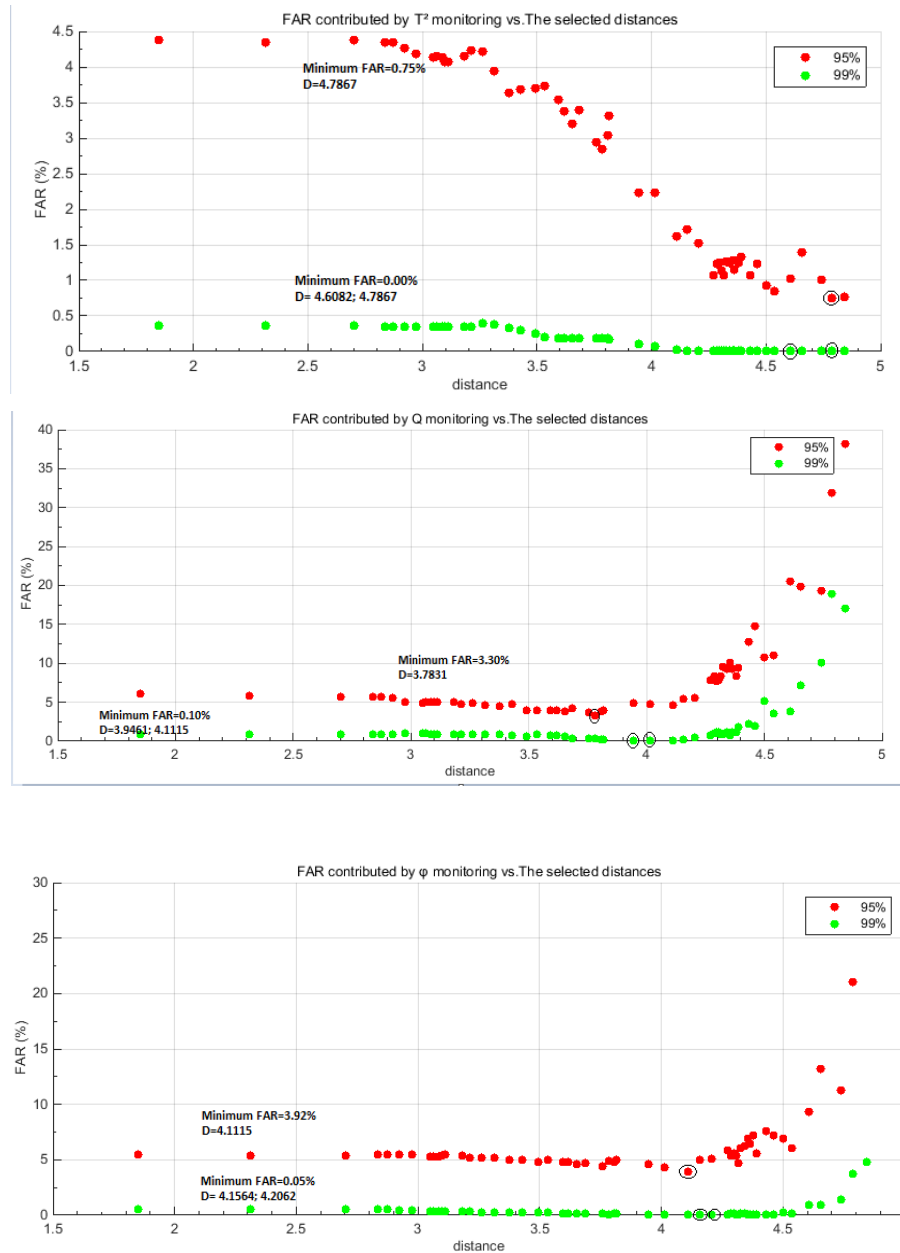 FAR contributed by T² monitoring vs.The selected distances
4.5
4
3.5
3
2.5
2
1.5
1
0.5
0
FAR (%)
95%
99%
Minimum FAR=0.75%
D=4.7867
Minimum FAR=0.00%
D= 4.6082; 4.7867
1.5 2 2.5 3 3.5 4 4.5 5
distance
FAR contributed by Q monitoring vs.The selected distances
40
35
30
25
20
15
10
5
0
FAR (%)
95%
99%
Minimum FAR=3.30%
D=3.7831
Minimum FAR=0.10%
D=3.9461; 4.1115
1.5 2 2.5 3 3.5 4 4.5 5
distance
FAR contributed by φ monitoring vs.The selected distances
30
25
20
15
10
5
0
FAR (%)
95%
99%
Minimum FAR=3.92%
D=4.1115
Minimum FAR=0.05%
D= 4.1564; 4.2062
1.5 2 2.5 3 3.5 4 4.5
distance